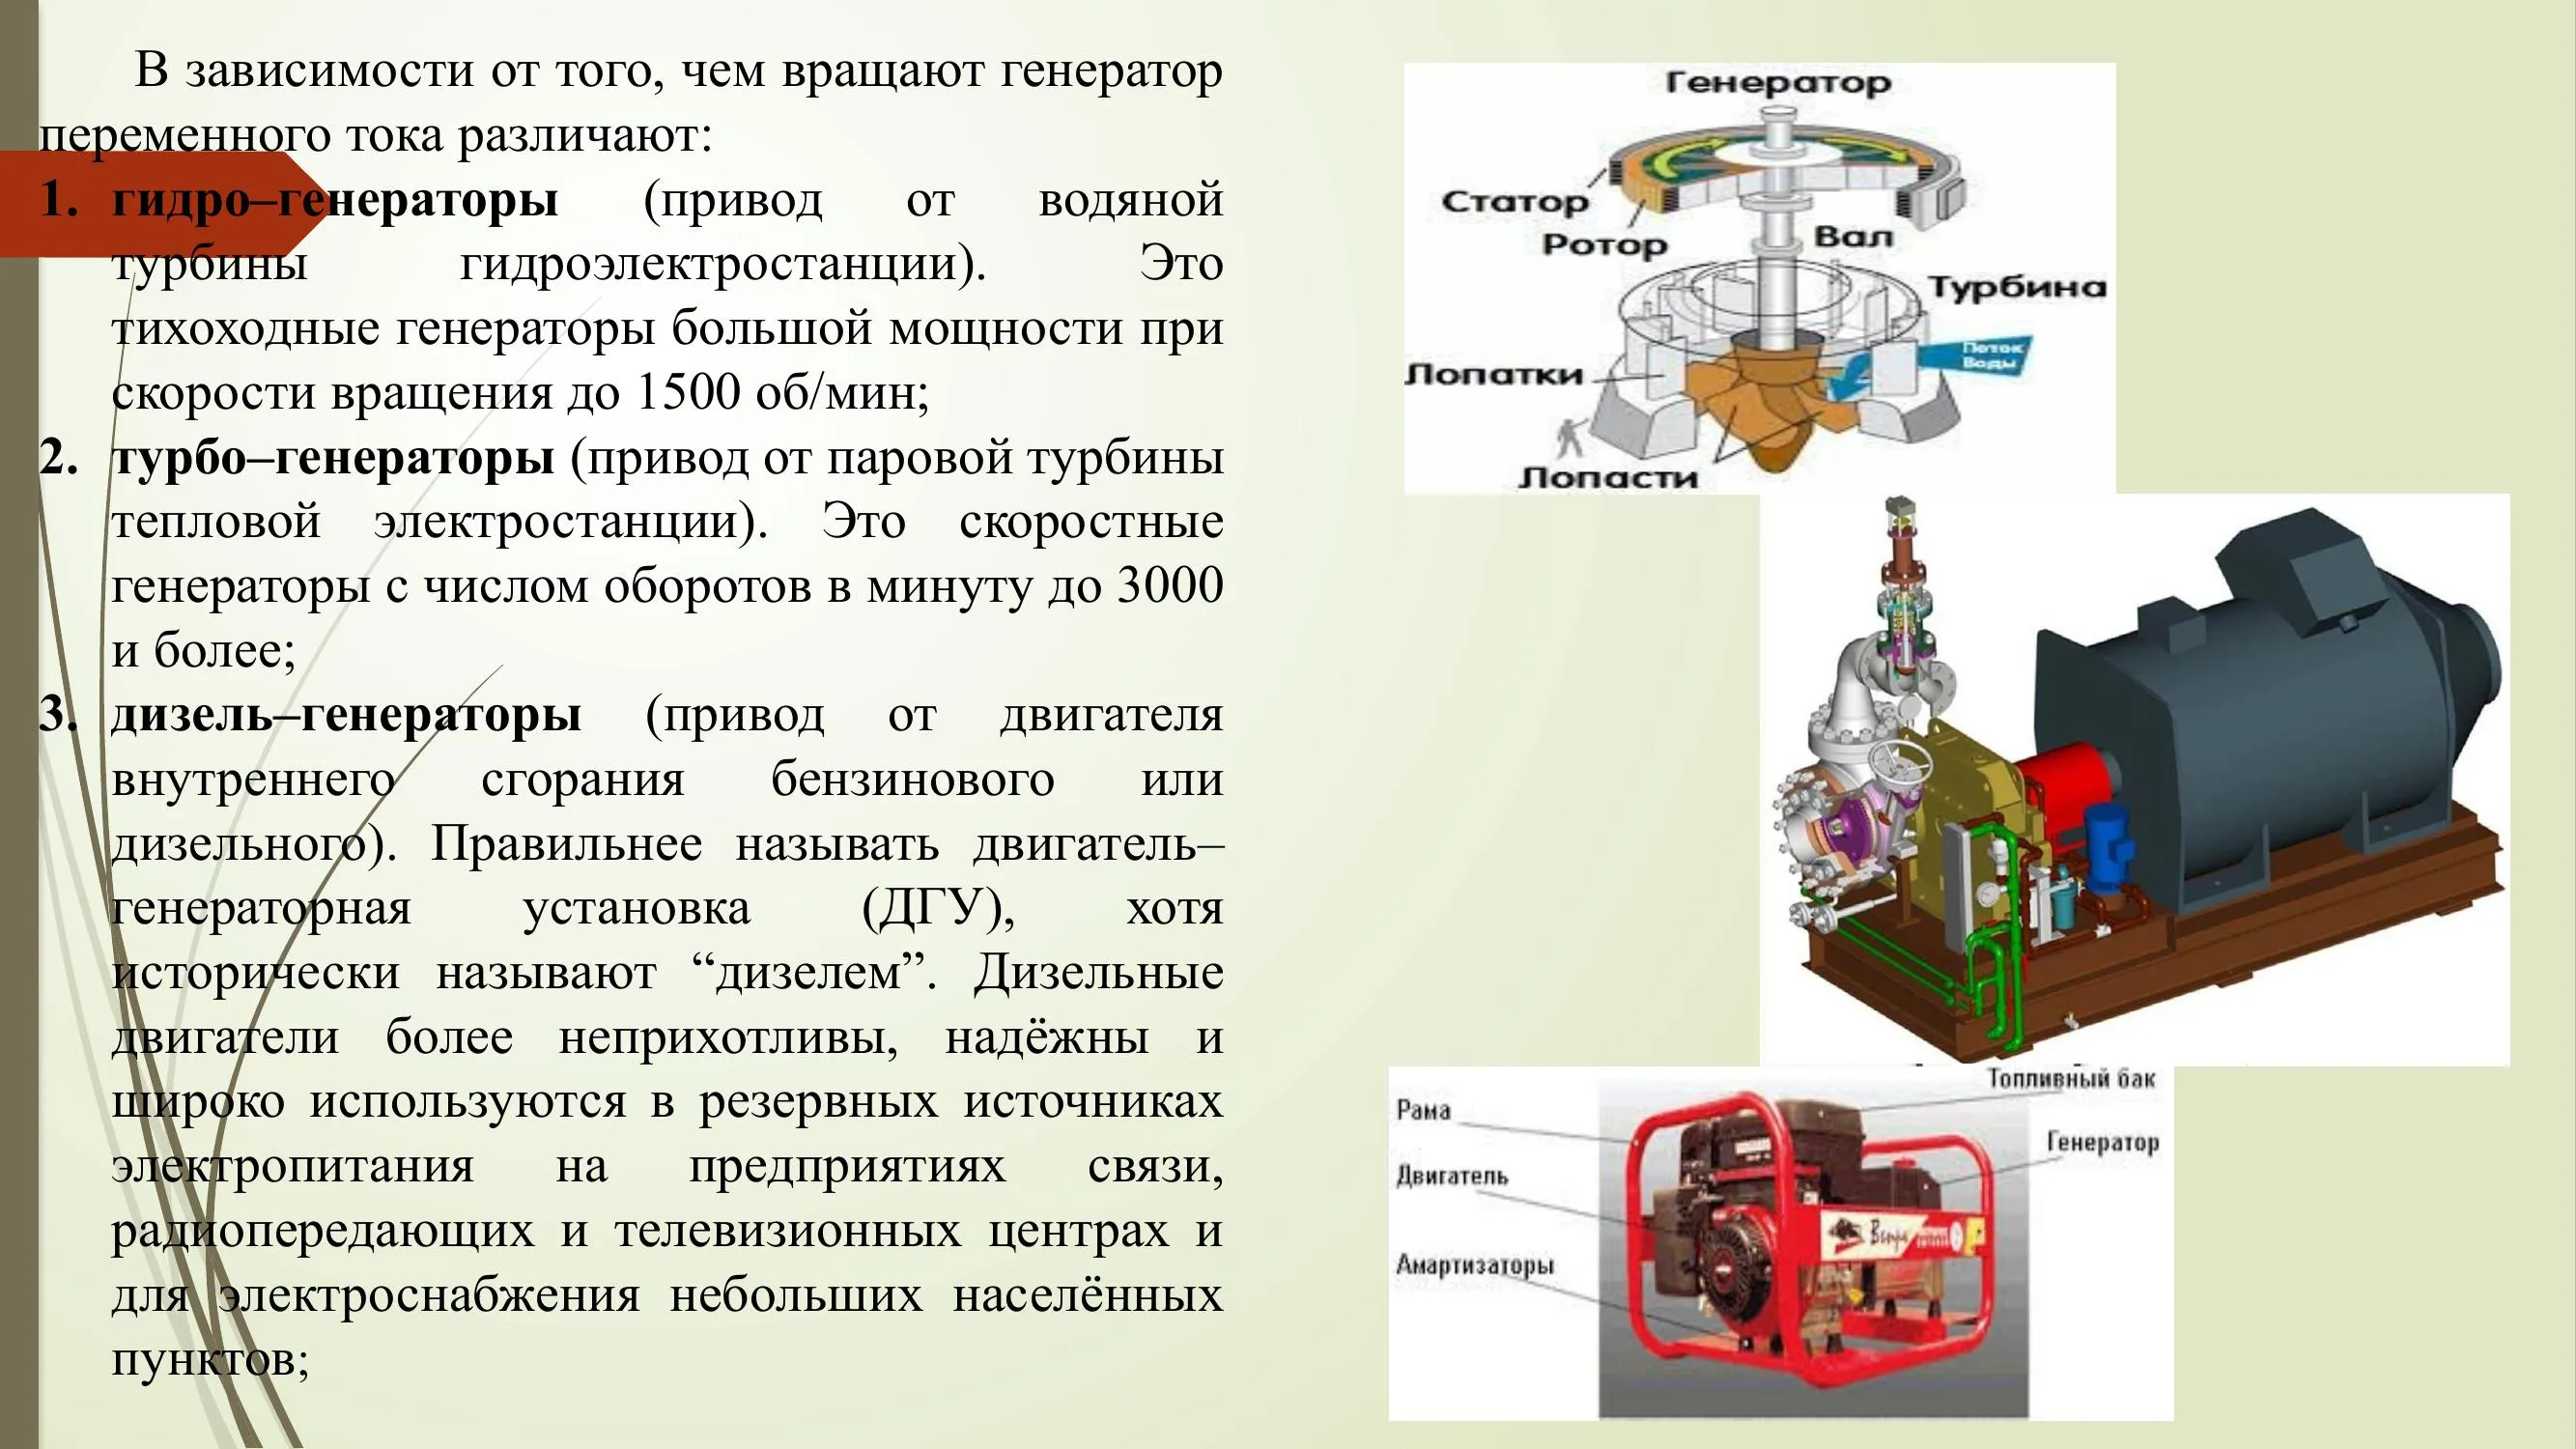 В зависимости от того, чем вращают генератор
переменного тока различают:
1. гидро–генераторы (привод от водяной
турбины гидроэлектростанции). Это
тихоходные генераторы большой мощности при
скорости вращения до 1500 об/мин;
2. турбо–генераторы (привод от паровой турбины
тепловой электростанции). Это скоростные
генераторы с числом оборотов в минуту до 3000
и более;
3. дизель–генераторы (привод от двигателя
внутреннего сгорания бензинового или
дизельного). Правильнее называть двигатель–
генераторная установка (ДГУ), хотя
исторически называют “дизелем”. Дизельные
двигатели более неприхотливы, надёжны и
широко используются в резервных источниках
электропитания на предприятиях связи,
радиопередающих и телевизионных центрах и
для электроснабжения небольших населённых
пунктов;
Генератор
Статор
Ротор
Вал
Турбина
Поток
Воды
Лопатки
Лопасти
Топливный бак
Рама
Генератор
Двигатель
Амартизаторы